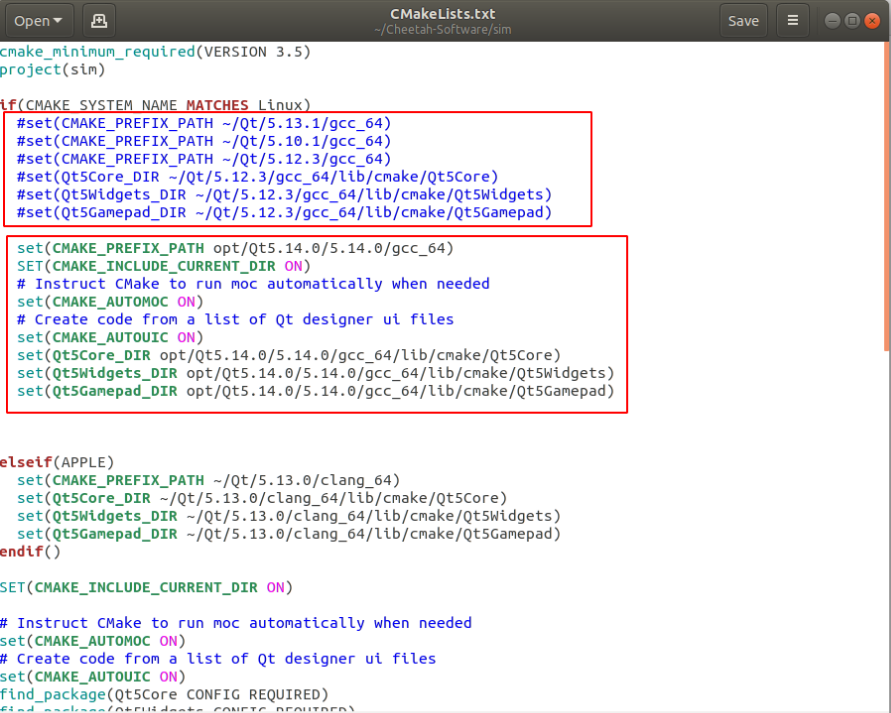 Open
CMakeLists.txt
~/Cheetah-Software/sim
Save
cmake_minimum_required(VERSION 3.5)
project(sim)
if(CMAKE_SYSTEM_NAME MATCHES Linux)
#set(CMAKE_PREFIX_PATH ~/Qt/5.13.1/gcc_64)
#set(CMAKE_PREFIX_PATH ~/Qt/5.10.1/gcc_64)
#set(CMAKE_PREFIX_PATH ~/Qt/5.12.3/gcc_64)
#set(Qt5Core_DIR ~/Qt/5.12.3/gcc_64/lib/cmake/Qt5Core)
#set(Qt5Widgets_DIR ~/Qt/5.12.3/gcc_64/lib/cmake/Qt5Widgets)
#set(Qt5Gamepad_DIR ~/Qt/5.12.3/gcc_64/lib/cmake/Qt5Gamepad)
set(CMAKE_PREFIX_PATH opt/Qt5.14.0/5.14.0/gcc_64)
SET(CMAKE_INCLUDE_CURRENT_DIR ON)
# Instruct CMake to run moc automatically when needed
set(CMAKE_AUTOMOC ON)
# Create code from a list of Qt designer ui files
set(CMAKE_AUTOUIC ON)
set(Qt5Core_DIR opt/Qt5.14.0/5.14.0/gcc_64/lib/cmake/Qt5Core)
set(Qt5Widgets_DIR opt/Qt5.14.0/5.14.0/gcc_64/lib/cmake/Qt5Widgets)
set(Qt5Gamepad_DIR opt/Qt5.14.0/5.14.0/gcc_64/lib/cmake/Qt5Gamepad)
elseif(APPLE)
set(CMAKE_PREFIX_PATH ~/Qt/5.13.0/clang_64)
set(Qt5Core_DIR ~/Qt/5.13.0/clang_64/lib/cmake/Qt5Core)
set(Qt5Widgets_DIR ~/Qt/5.13.0/clang_64/lib/cmake/Qt5Widgets)
set(Qt5Gamepad_DIR ~/Qt/5.13.0/clang_64/lib/cmake/Qt5Gamepad)
endif()
SET(CMAKE_INCLUDE_CURRENT_DIR ON)
# Instruct CMake to run moc automatically when needed
set(CMAKE_AUTOMOC ON)
# Create code from a list of Qt designer ui files
set(CMAKE_AUTOUIC ON)
find_package(Qt5Core CONFIG REQUIRED)
find_package(Qt5Widgets CONFIG REQUIRED)